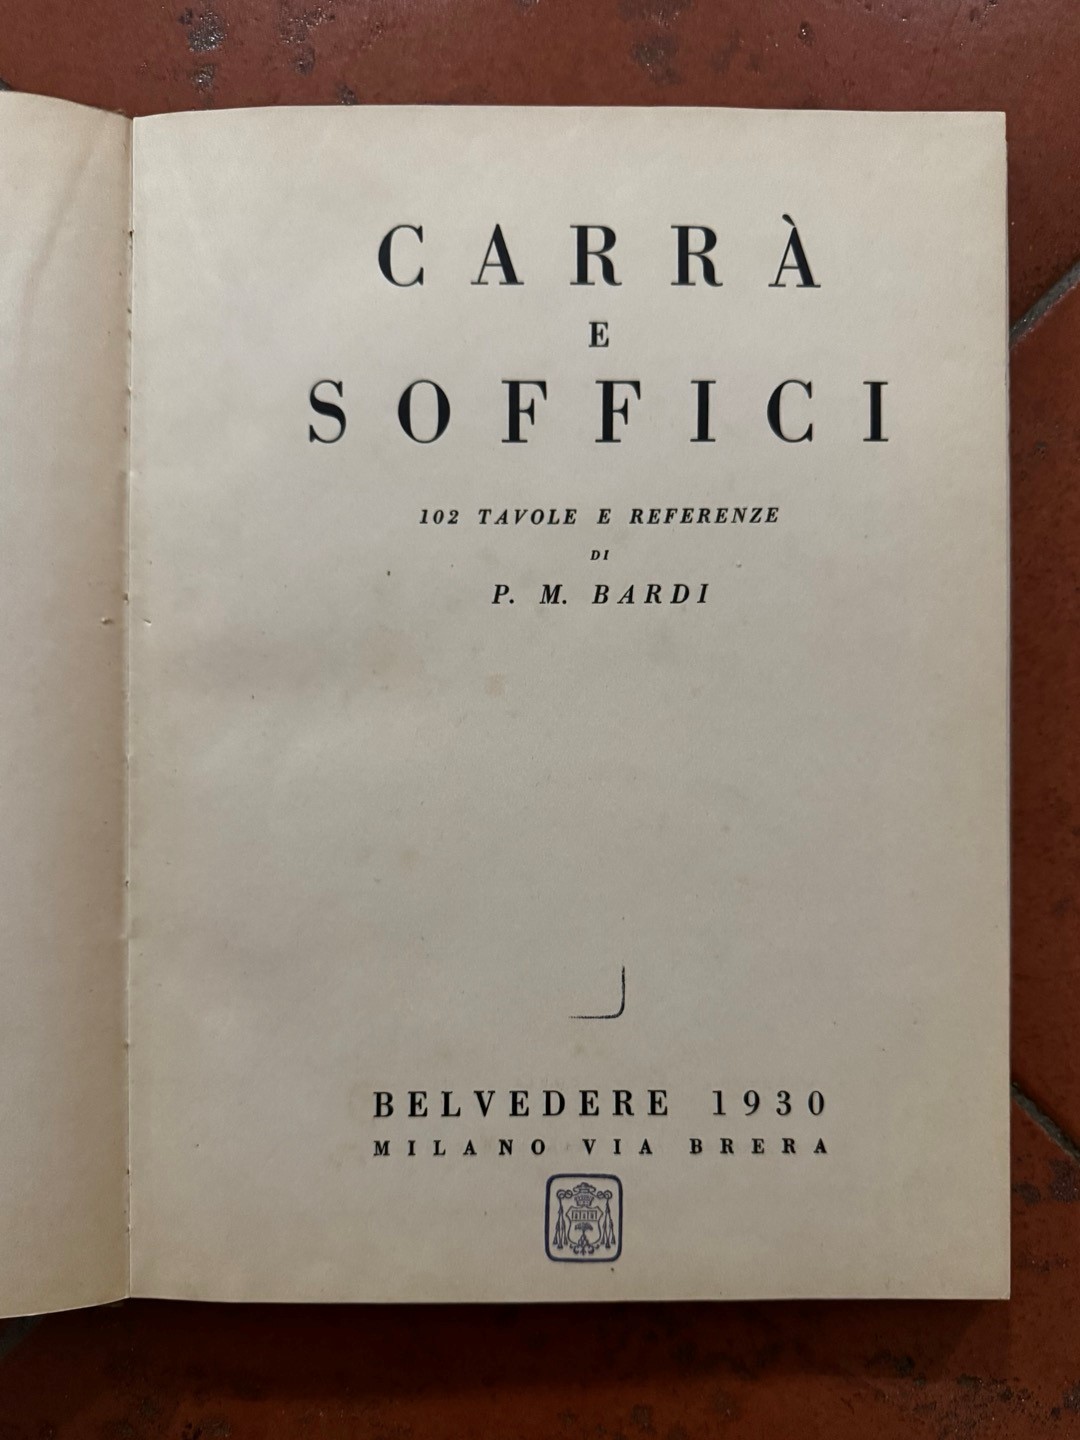 CARRÀ
E
SOFFICI
102 TAVOLE E REFERENZE
DI
P. M. BARDI
BELVEDERE 1930
MILANO VIA BRERA